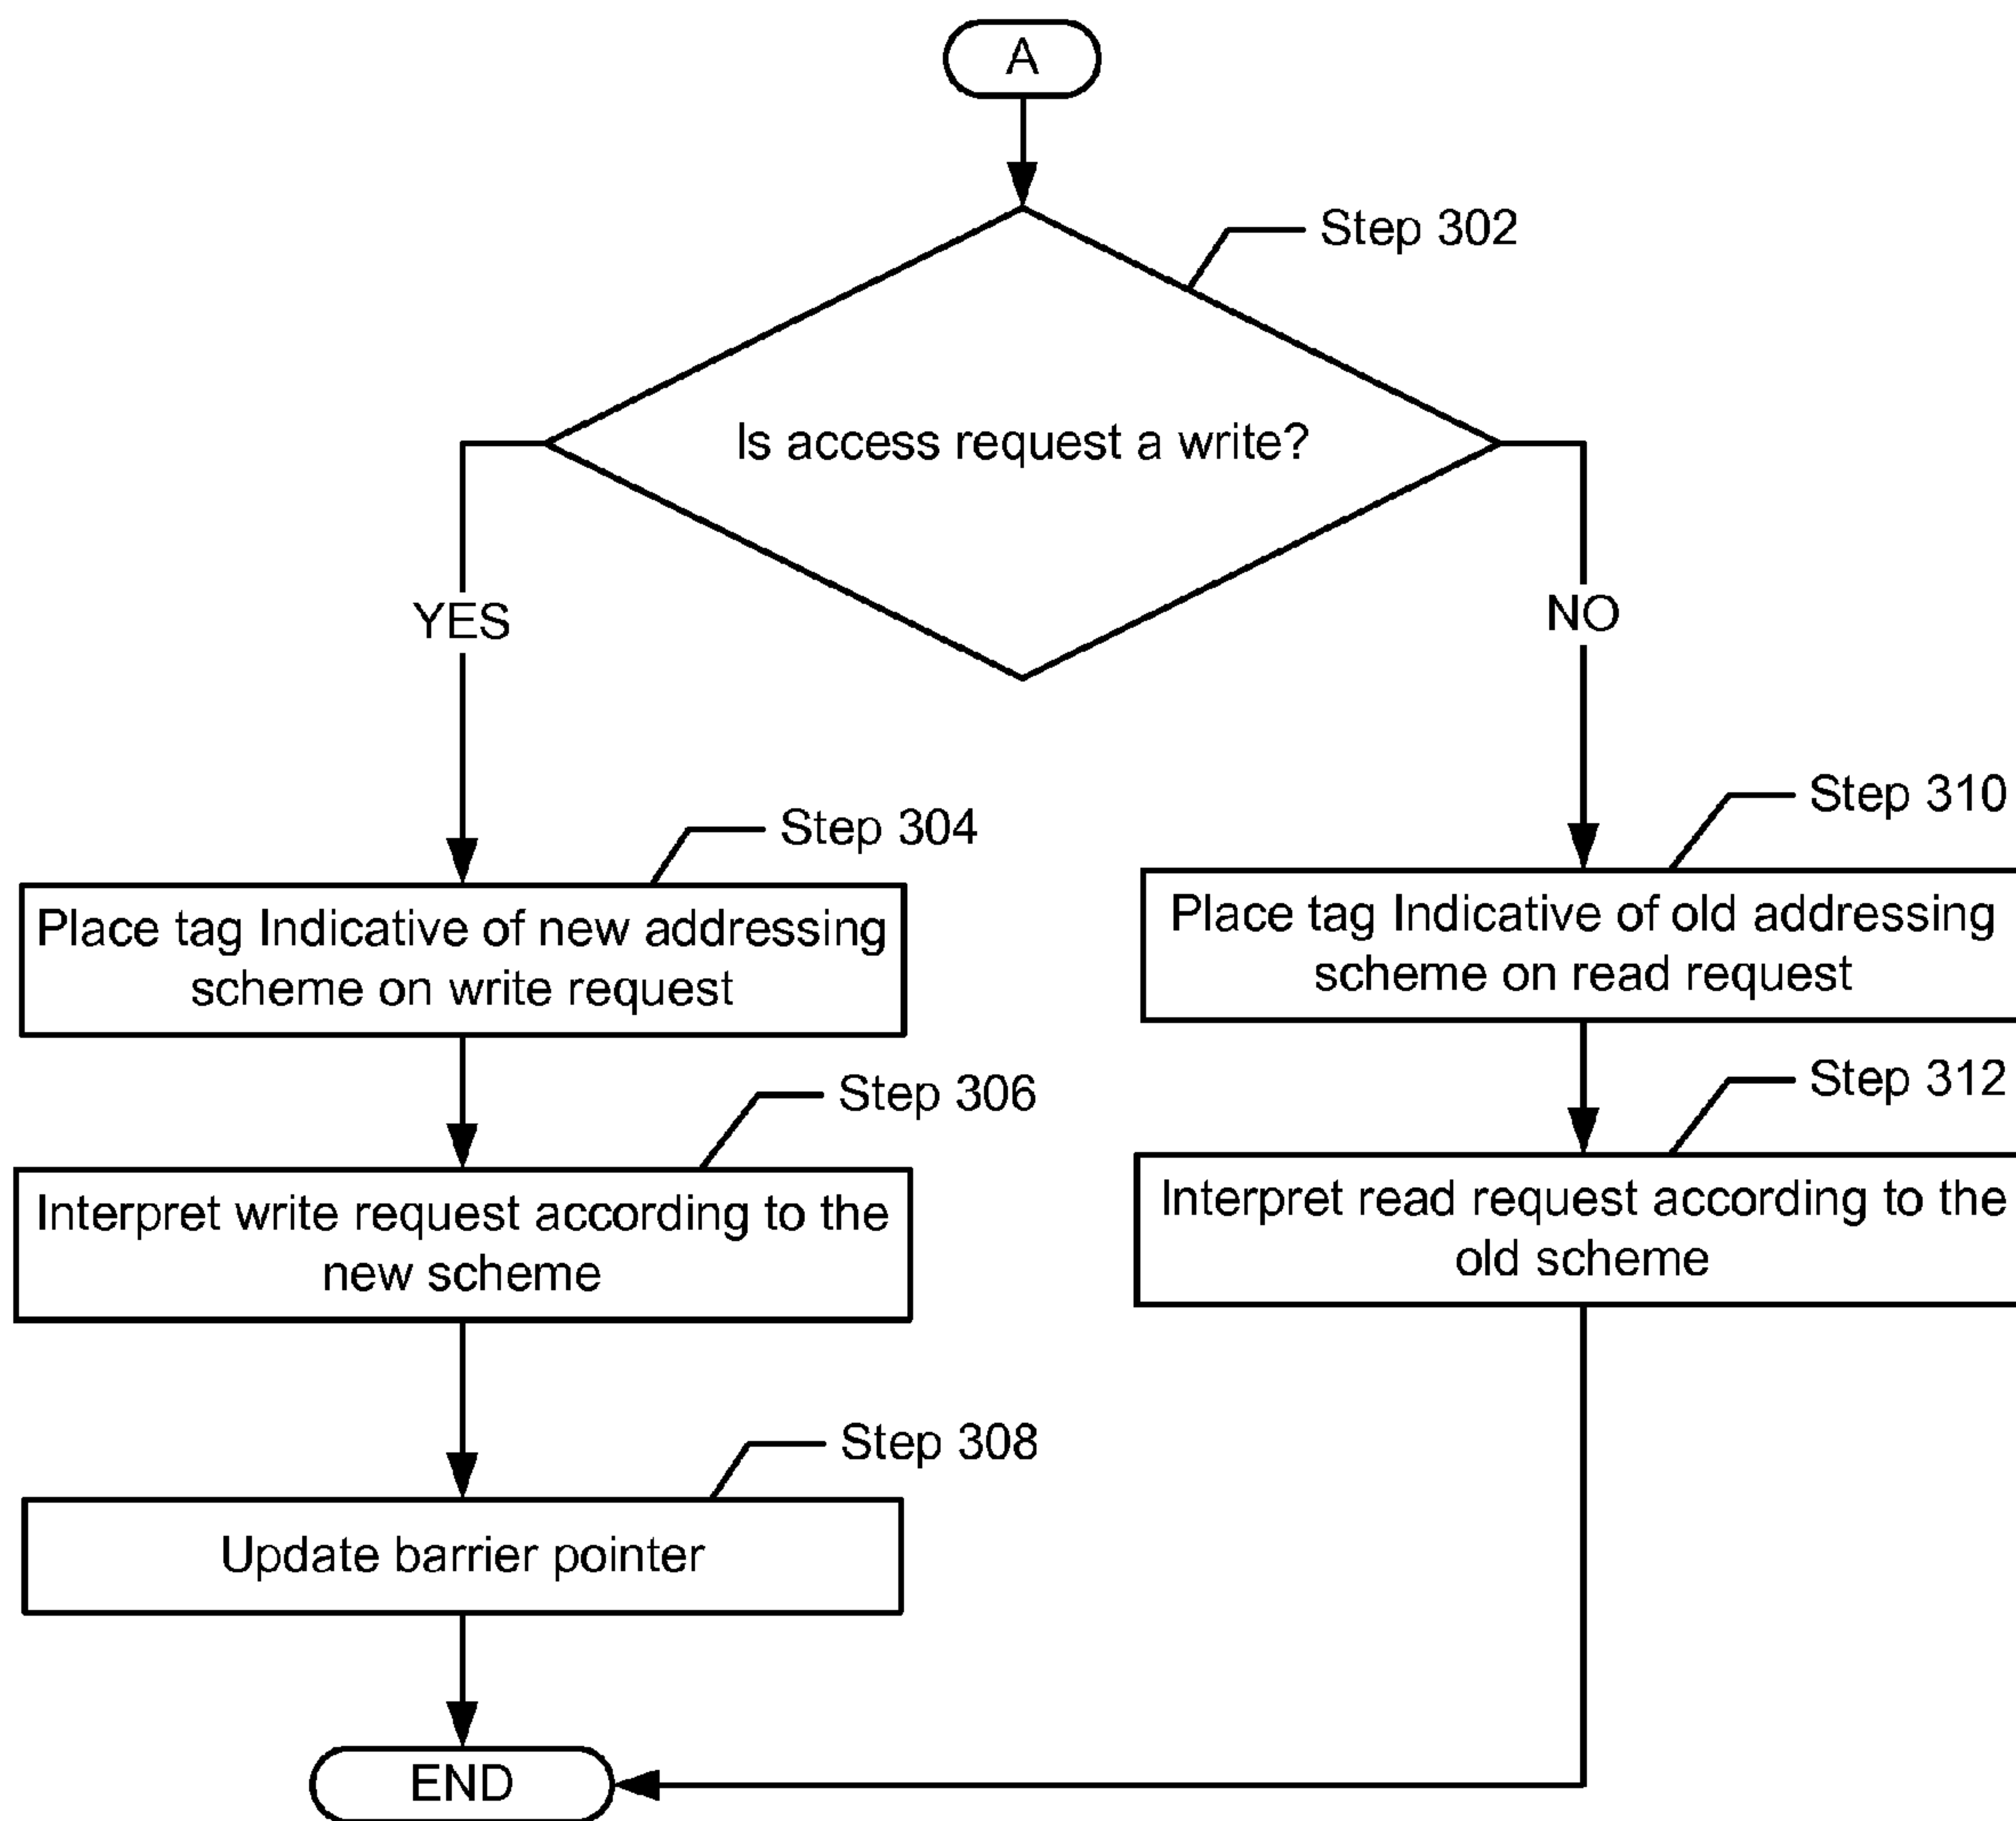 A
Step 302
Is access request a write?
YES
NO
Step 304
Place tag Indicative of new addressing
scheme on write request
Step 310
Place tag Indicative of old addressing
scheme on read request
Step 306
Interpret write request according to the
new scheme
Step 312
Interpret read request according to the
old scheme
Step 308
Update barrier pointer
END